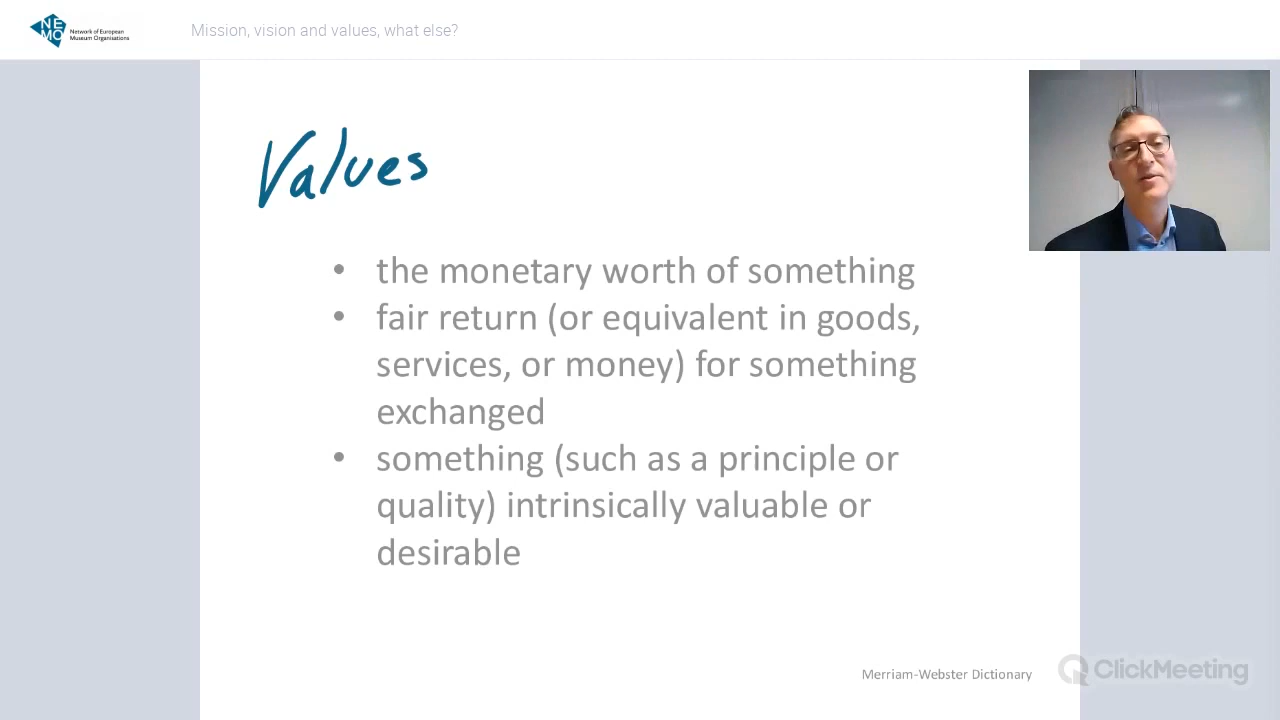 NE
MO
Network of European
Museum Organisations
Mission, vision and values, what else?
Values
• the monetary worth of something
• fair return (or equivalent in goods,
services, or money) for something
exchanged
• something (such as a principle or
quality) intrinsically valuable or
desirable
Merriam-Webster Dictionary
ClickMeeting